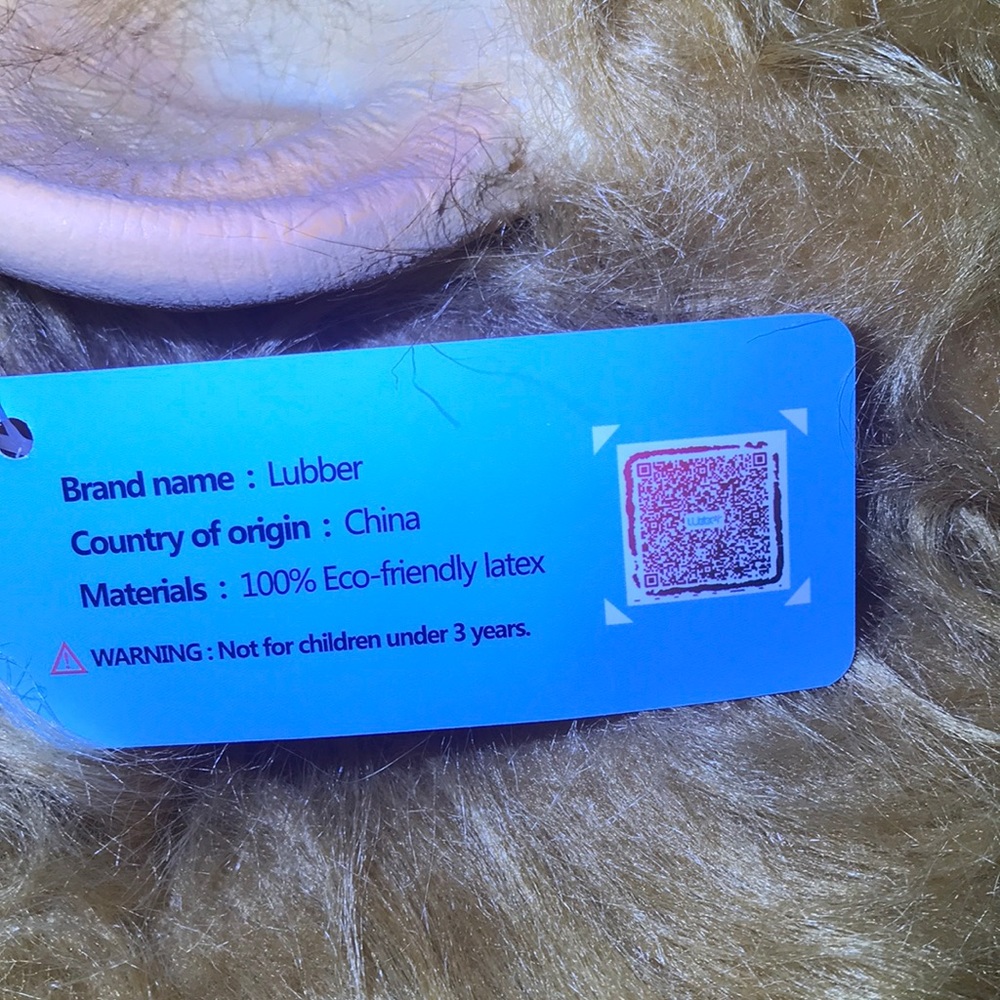 Brand name : Lubber
Country of origin : China
Materials : 100% Eco-friendly latex
WARNING : Not for children under 3 years.
Lubber